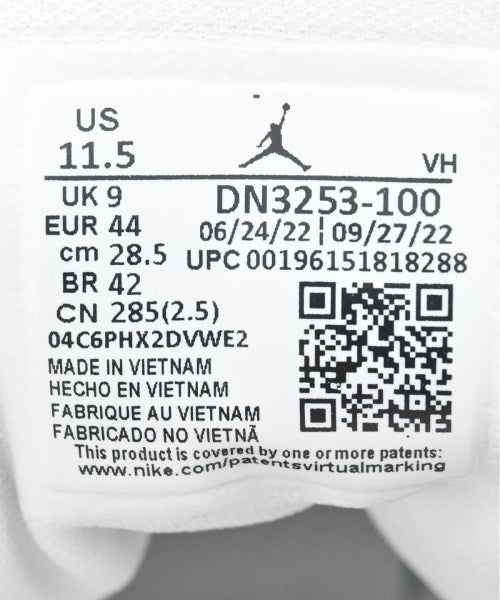 US
11.5
VH
UK 9
EUR 44
cm 28.5
BR 42
CN 285(2.5)
DN3253-100
06/24/22 | 09/27/22
UPC 00196151818288
04C6PHX2DVWE2
MADE IN VIETNAM
HECHO EN VIETNAM
FABRIQUE AU VIETNAM
FABRICADO NO VIETNÃ
This product is covered by one or more patents:
www.nike.com/patentsvirtualmarking